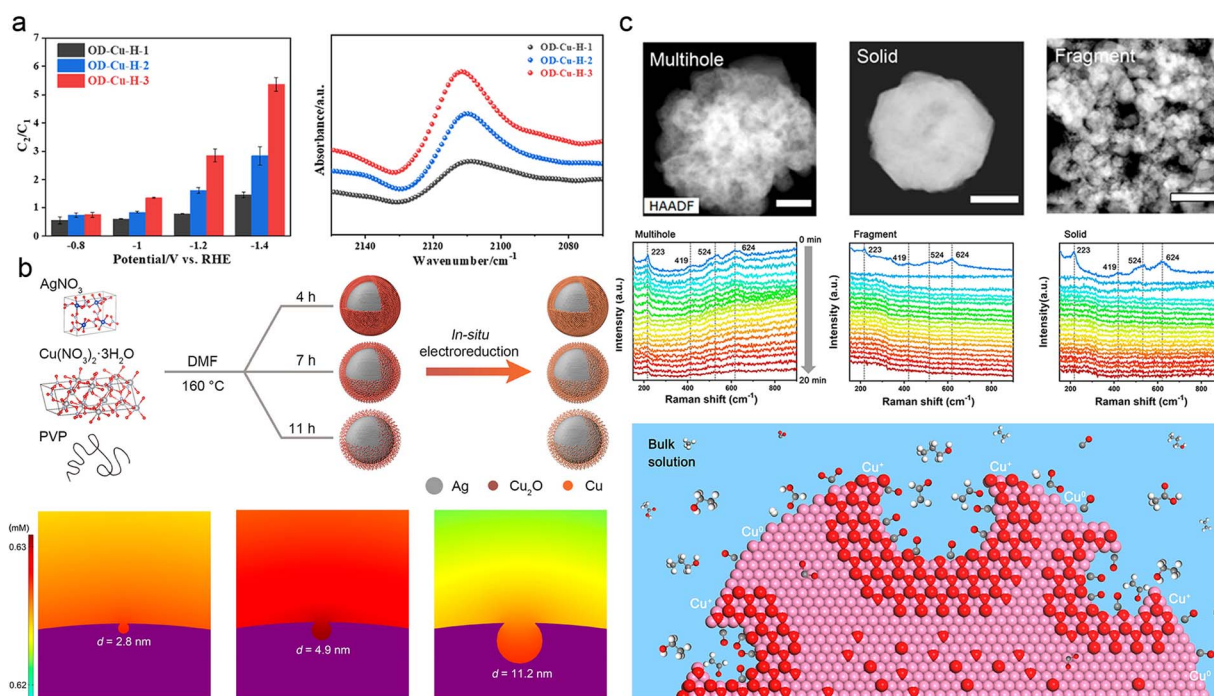 a
7
6
5
4
3
2
1
0
C₂/C₁
OD-Cu-H-1
OD-Cu-H-2
OD-Cu-H-3
-0.8 -1 -1.2 -1.4
Potential/V vs. RHE
Absorbance/a.u.
OD-Cu-H-1
OD-Cu-H-2
OD-Cu-H-3
2140 2130 2120 2110 2100 2090 2080 2070
Wavenumber/cm⁻¹
b
AgNO₃
Cu(NO₃)₂·3H₂O
PVP
DMF
160 °C
4 h
7 h
11 h
In-situ
electroreduction
Ag Cu₂O Cu
(mM)
0.63
0.62
d = 2.8 nm
d = 4.9 nm
d = 11.2 nm
c
Multihole
HAADF
Solid
Fragment
Multihole
223
419
524
624
Intensity (a.u.)
200 400 600 800
Raman shift (cm⁻¹)
0 min
20 min
Fragment
223
419
524
624
Intensity (a.u.)
200 400 600 800
Raman shift (cm⁻¹)
Solid
223
419
524
624
Intensity(a.u.)
200 400 600 800
Raman shift (cm⁻¹)
Bulk
solution
Cu⁺
Cu⁺
Cu⁰
Cu⁰
Cu⁺
Cu⁺
Cu⁰